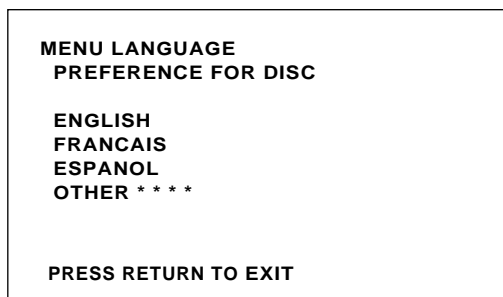 MENU LANGUAGE
PREFERENCE FOR DISC
ENGLISH
FRANCAIS
ESPANOL
OTHER * * * *
PRESS RETURN TO EXIT